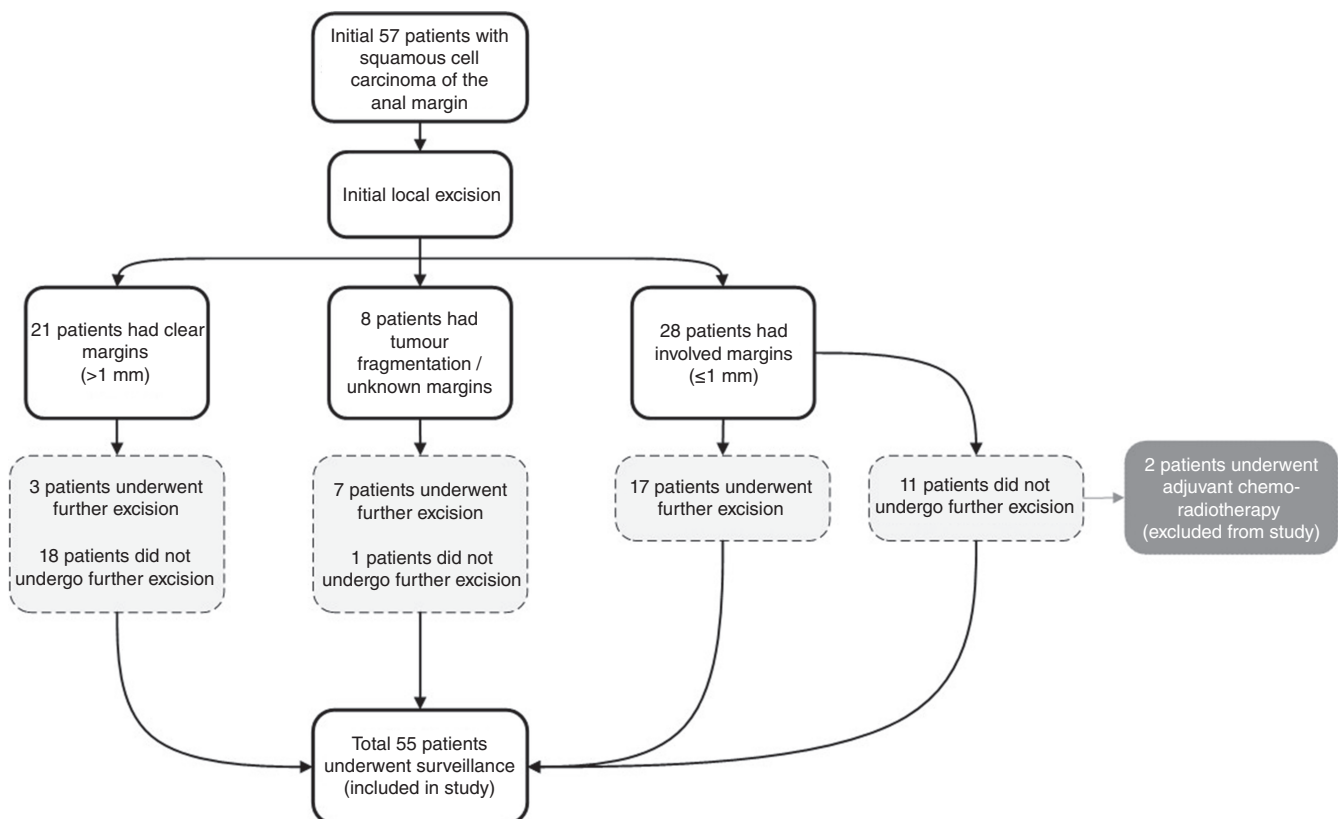 Initial 57 patients with
squamous cell
carcinoma of the
anal margin
Initial local excision
21 patients had clear
margins
(>1 mm)
8 patients had
tumour
fragmentation /
unknown margins
28 patients had
involved margins
(≤1 mm)
3 patients underwent
further excision
18 patients did not
undergo further excision
7 patients underwent
further excision
1 patients did not
undergo further excision
17 patients underwent
further excision
11 patients did not
undergo further excision
2 patients underwent
adjuvant chemo-
radiotherapy
(excluded from study)
Total 55 patients
underwent surveillance
(included in study)